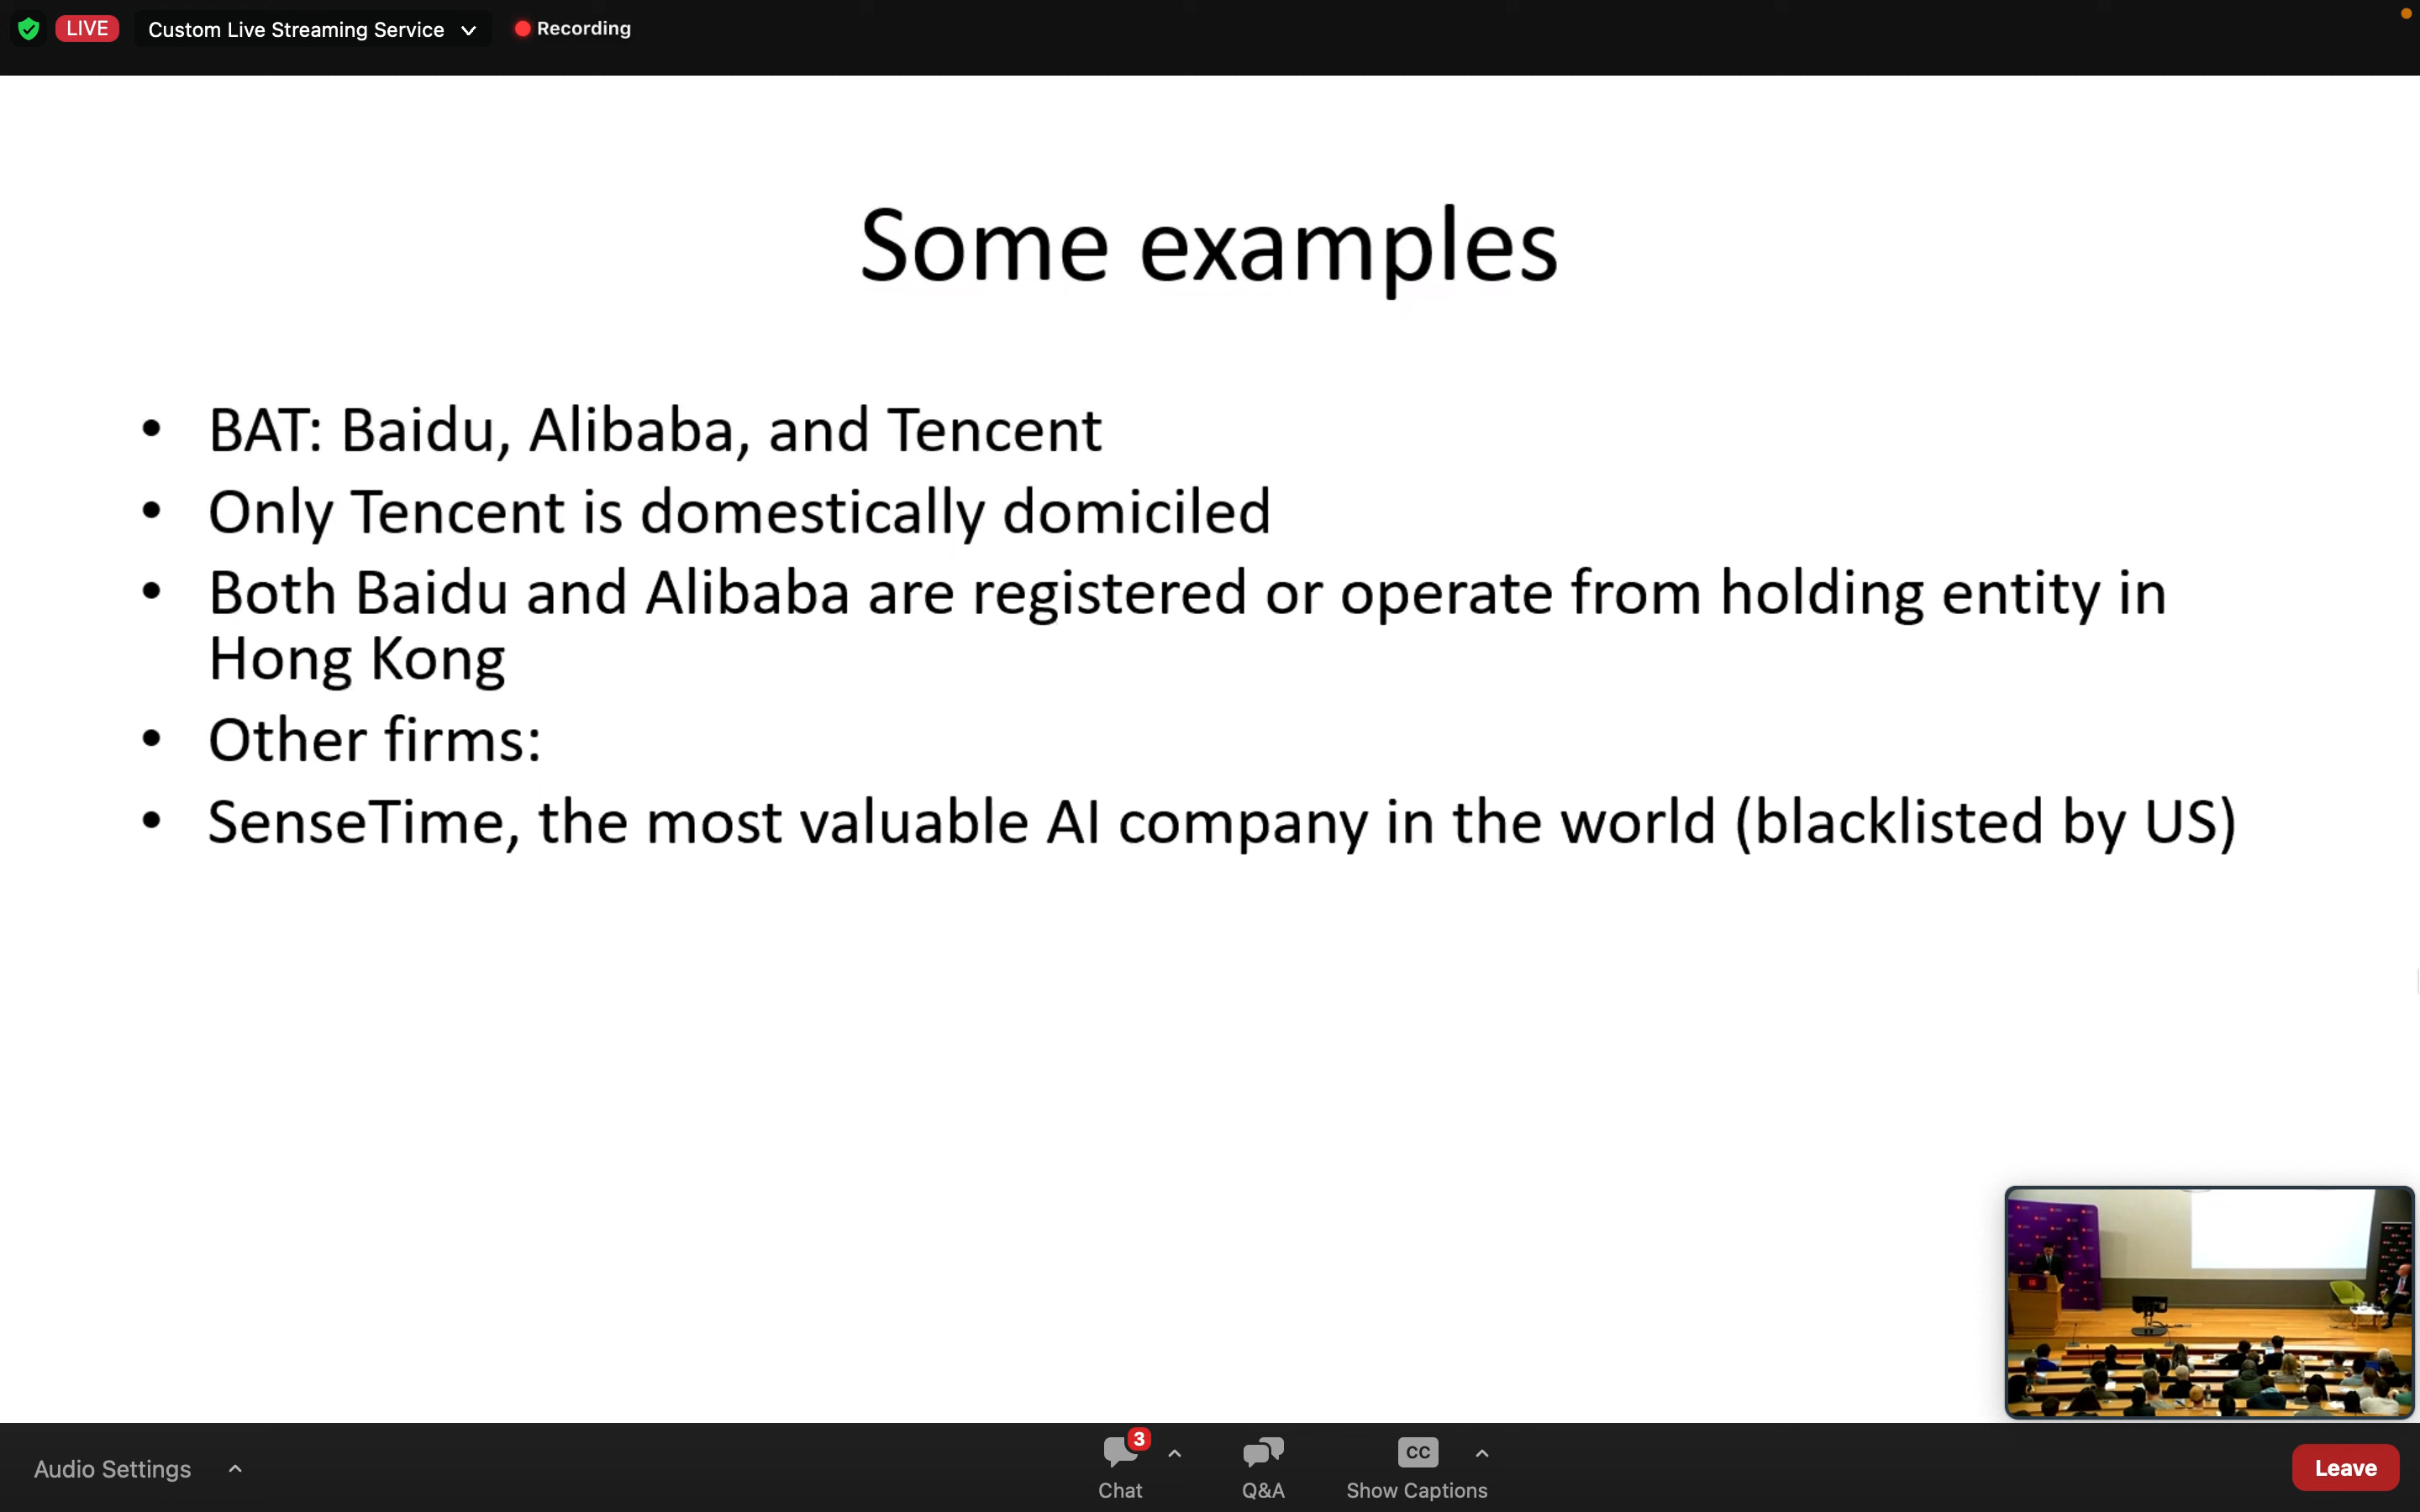 LIVE Custom Live Streaming Service Recording
Some examples
• BAT: Baidu, Alibaba, and Tencent
• Only Tencent is domestically domiciled
• Both Baidu and Alibaba are registered or operate from holding entity in
Hong Kong
• Other firms:
• SenseTime, the most valuable AI company in the world (blacklisted by US)
Audio Settings
3
Chat
Q&A
CC
Show Captions
Leave